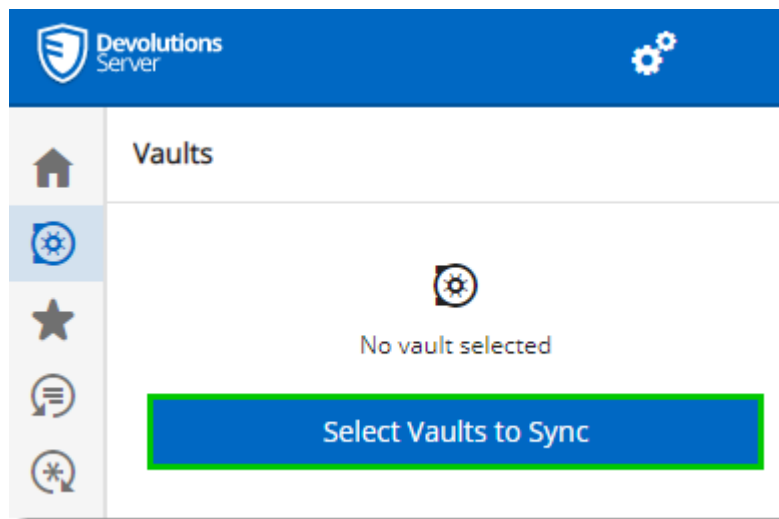 Devolutions
Server
Vaults
No vault selected
Select Vaults to Sync